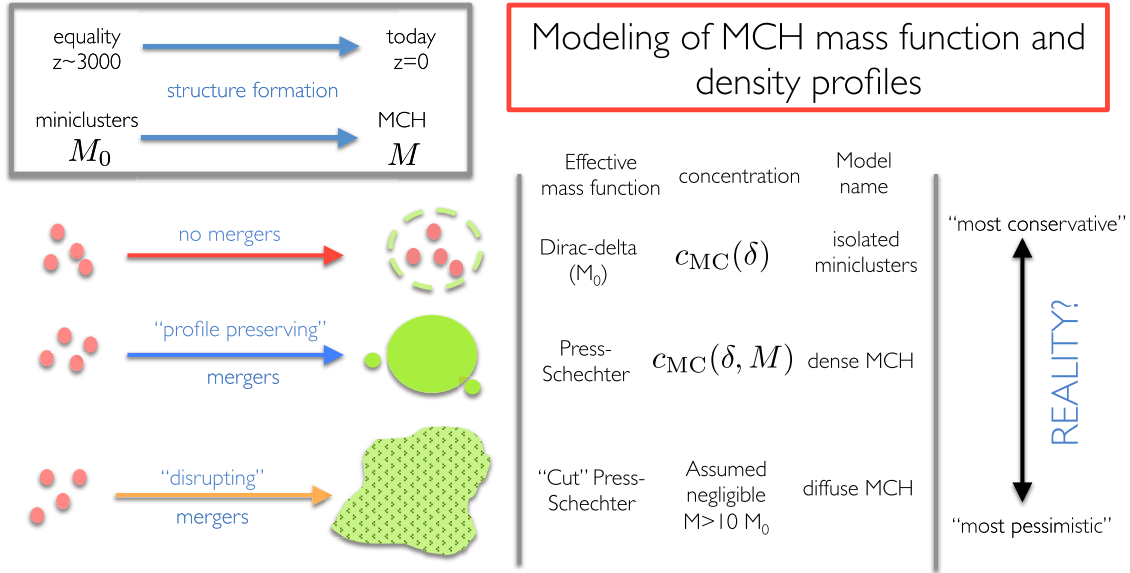 equality
z~3000
today
z=0
structure formation
miniclusters
M₀
MCH
M
Modeling of MCH mass function and
density profiles
Effective
mass function
concentration
Model
name
no mergers
Dirac-delta
(M₀)
c_MC(δ)
isolated
miniclusters
"profile preserving"
mergers
Press-
Schechter
c_MC(δ, M)
dense MCH
"disrupting"
mergers
"Cut" Press-
Schechter
Assumed
negligible
M>10 M₀
diffuse MCH
"most conservative"
REALITY?
"most pessimistic"